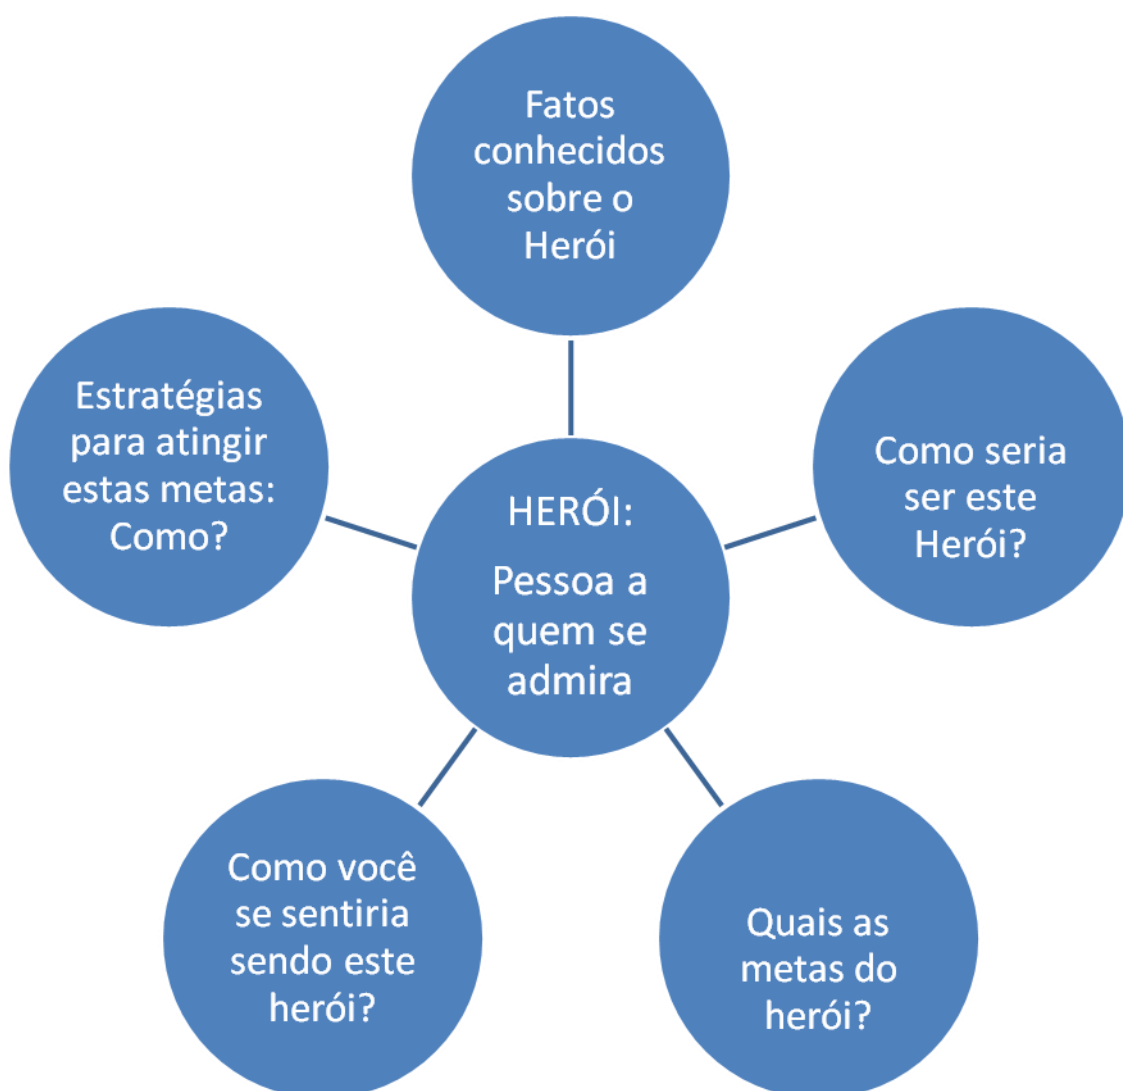 Fatos
conhecidos
sobre o
Herói
Como seria
ser este
Herói?
Quais as
metas do
herói?
Como você
se sentiria
sendo este
herói?
Estratégias
para atingir
estas metas:
Como?
HERÓI:
Pessoa a
quem se
admira